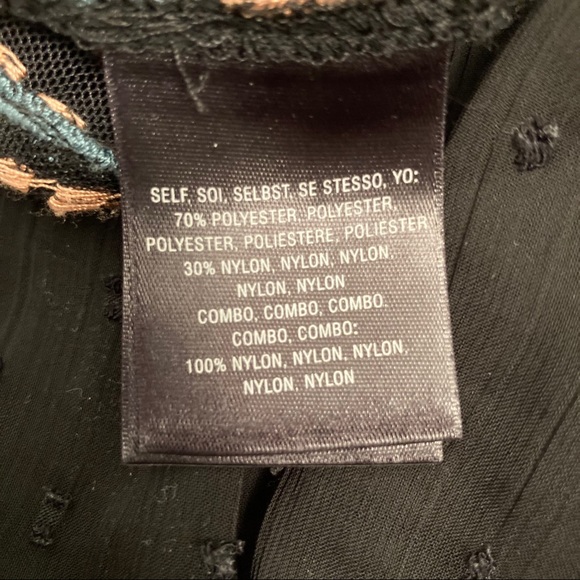 SELF, SOI, SELBST, SE STESSO, YO:
70% POLYESTER, POLYESTER,
POLYESTER, POLIESTERE, POLIESTER
30% NYLON, NYLON, NYLON,
NYLON, NYLON
COMBO, COMBO, COMBO,
COMBO, COMBO:
100% NYLON, NYLON, NYLON,
NYLON, NYLON